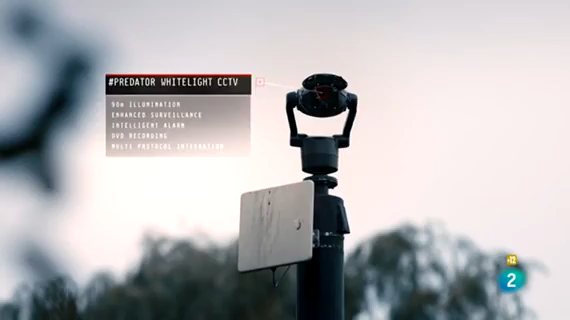 #PREDATOR WHITELIGHT CCTV
90m ILLUMINATION
ENHANCED SURVEILLANCE
INTELLIGENT ALARM
DVD RECORDING
MULTI PROTOCOL INTEGRATION
+12
2